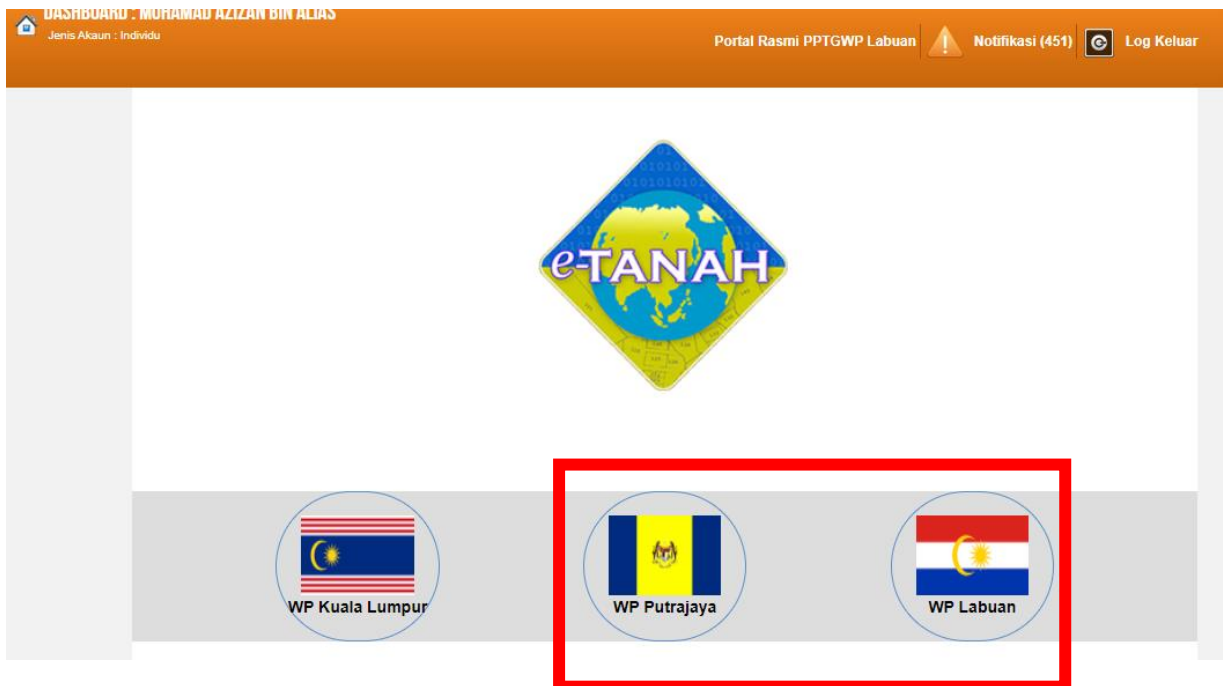 DASHBOARD : MOHAMAD AZIZAN BIN ALIAS
Jenis Akaun : Individu
Portal Rasmi PPTGWP Labuan
Notifikasi (451)
Log Keluar
e-TANAH
WP Kuala Lumpur
WP Putrajaya
WP Labuan